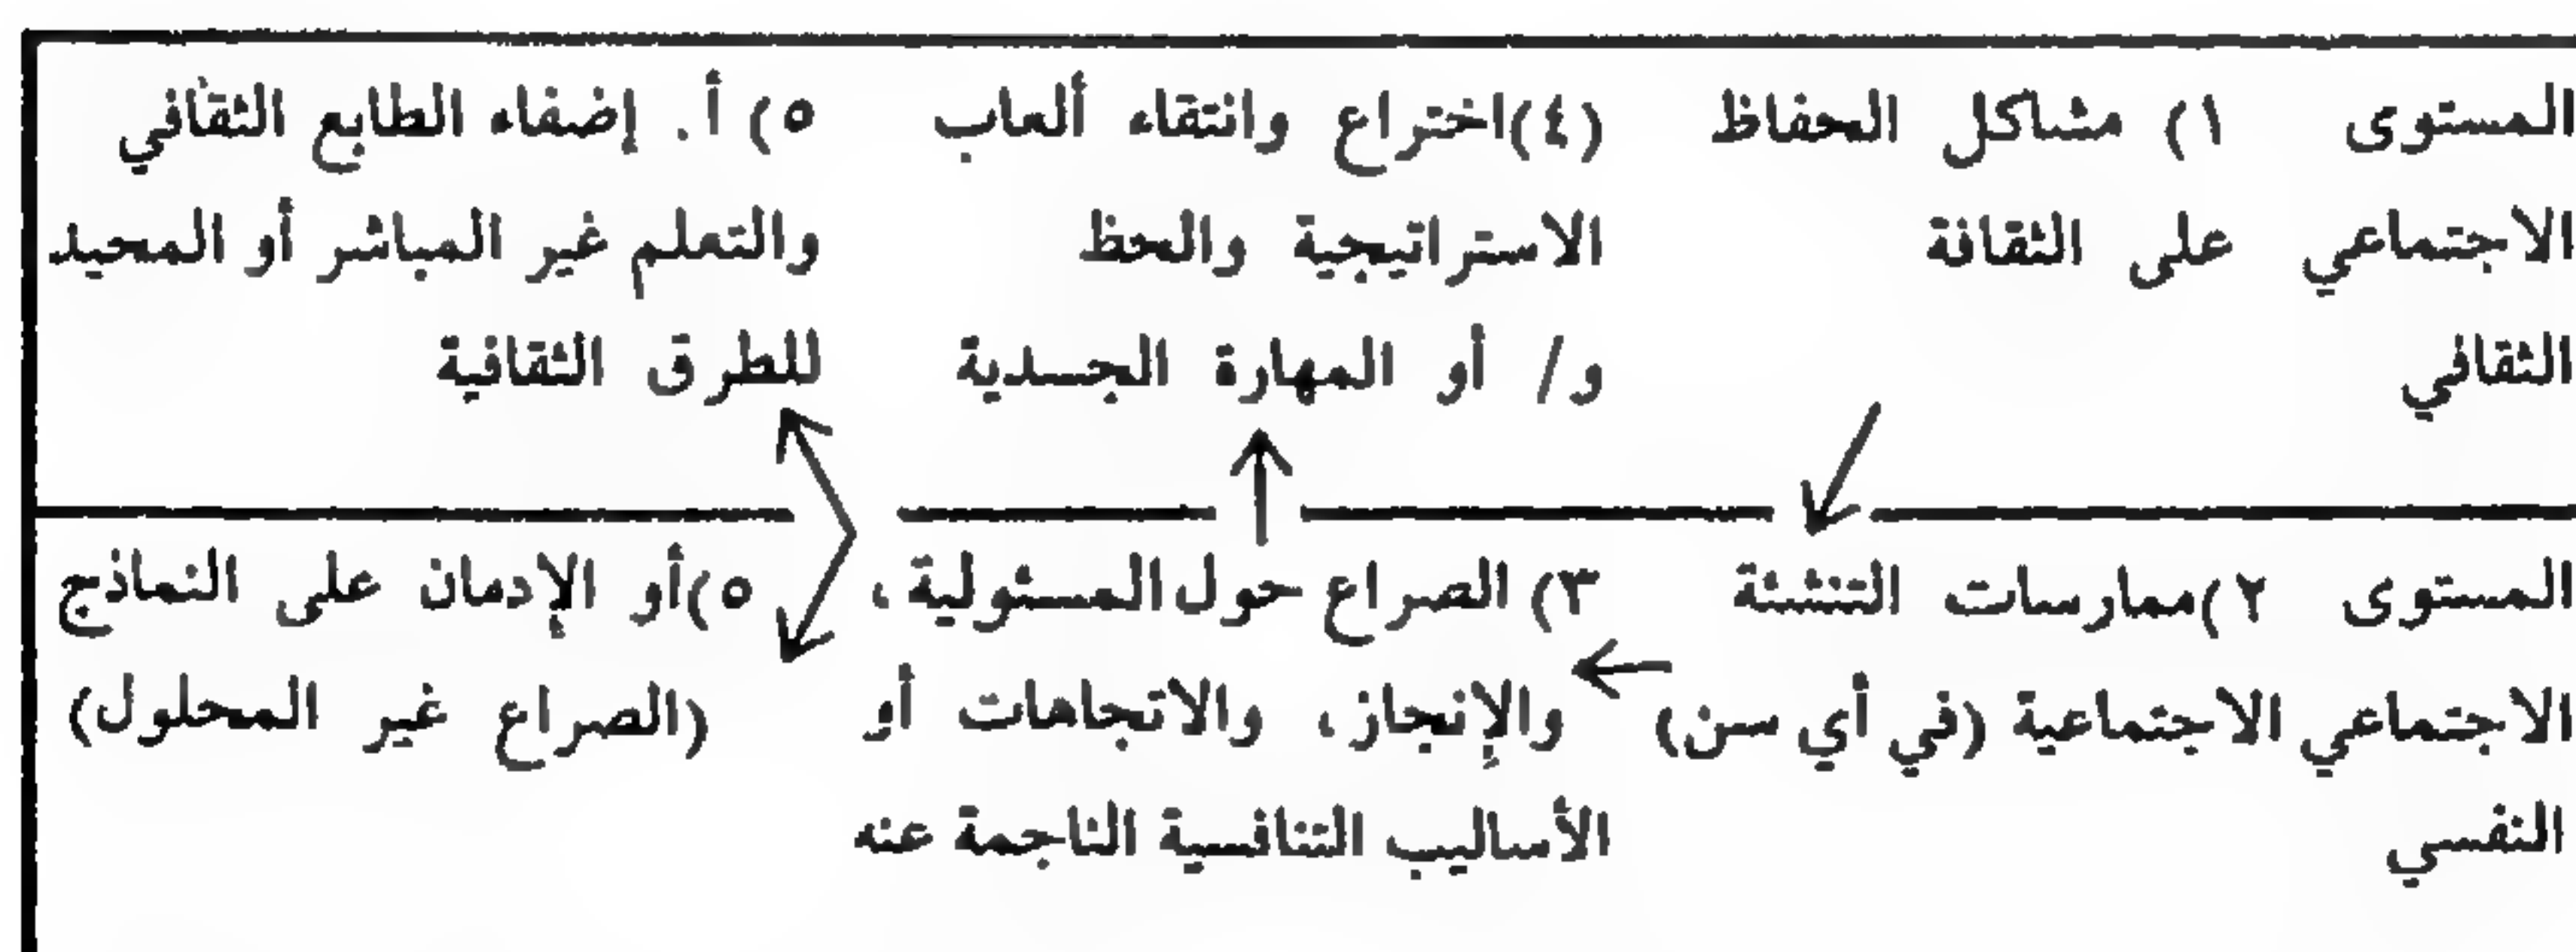 المستوى ١) مشاكل الحفاظ (٤)اختراع وانتقاء ألعاب ٥) أ. إضفاء الطابع الثقافي
الاجتماعي على الثقافة الاستراتيجية والحظ والتعلم غير المباشر أو المحيد
الثقافي و/ أو المهارة الجسدية للطرق الثقافية
المستوى ٢)ممارسات التنشئة ٣) الصراع حول المسئولية، ٥)أو الإدمان على النماذج
الاجتماعي الاجتماعية (في أي سن) والإنجاز، والاتجاهات أو (الصراع غير المحلول)
النفسي الأساليب التنافسية الناجمة عنه